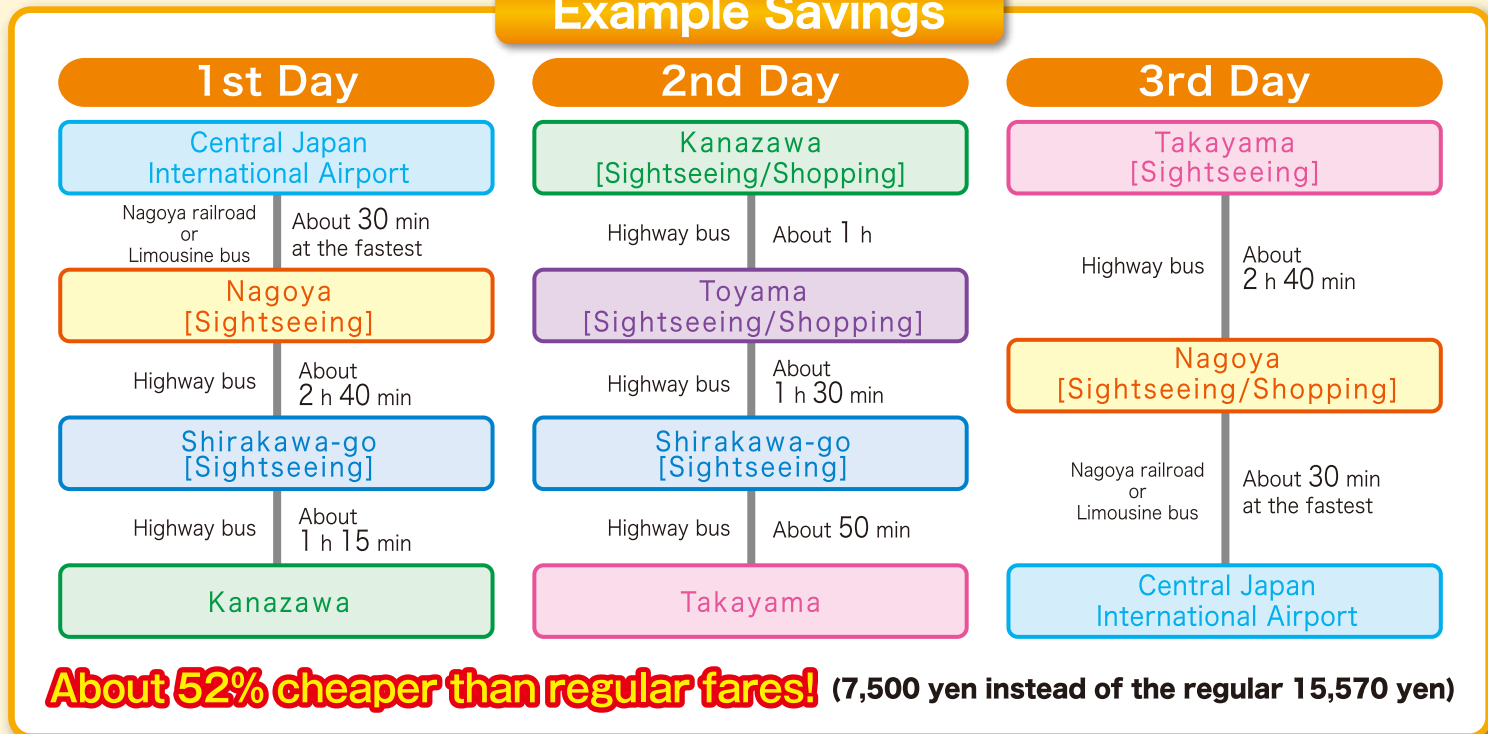 Example Savings
1st Day
Central Japan
International Airport
Nagoya railroad
or
Limousine bus
About 30 min
at the fastest
Nagoya
[Sightseeing]
Highway bus
About
2 h 40 min
Shirakawa-go
[Sightseeing]
Highway bus
About
1 h 15 min
Kanazawa
2nd Day
Kanazawa
[Sightseeing/Shopping]
Highway bus
About 1 h
Toyama
[Sightseeing/Shopping]
Highway bus
About
1 h 30 min
Shirakawa-go
[Sightseeing]
Highway bus
About 50 min
Takayama
3rd Day
Takayama
[Sightseeing]
Highway bus
About
2 h 40 min
Nagoya
[Sightseeing/Shopping]
Nagoya railroad
or
Limousine bus
About 30 min
at the fastest
Central Japan
International Airport
About 52% cheaper than regular fares! (7,500 yen instead of the regular 15,570 yen)